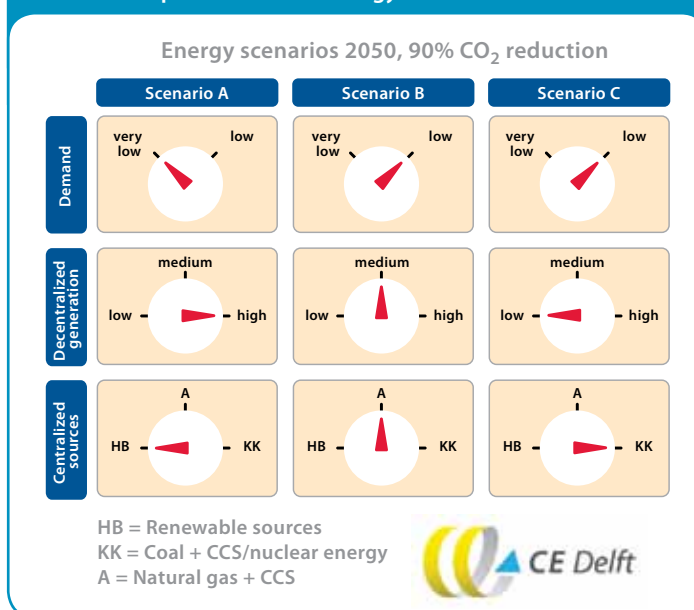 Energy scenarios 2050, 90% CO₂ reduction
Scenario A
Scenario B
Scenario C
Demand
very
low
low
very
low
low
very
low
low
Decentralized
generation
medium
low
high
medium
low
high
medium
low
high
Centralized
sources
A
HB
KK
A
HB
KK
A
HB
KK
HB = Renewable sources
KK = Coal + CCS/nuclear energy
A = Natural gas + CCS
CE Delft